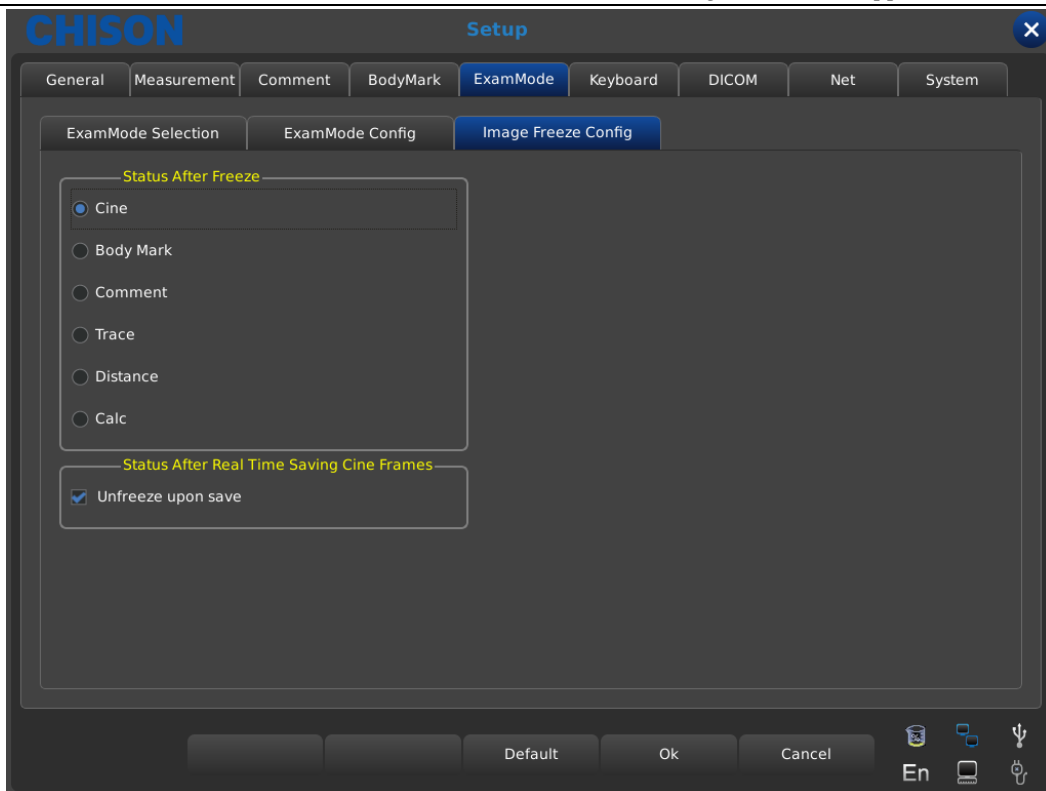 CHISON
Setup
General Measurement Comment BodyMark ExamMode Keyboard DICOM Net System
ExamMode Selection ExamMode Config Image Freeze Config
Status After Freeze
Cine
Body Mark
Comment
Trace
Distance
Calc
Status After Real Time Saving Cine Frames
Unfreeze upon save
Default Ok Cancel
En